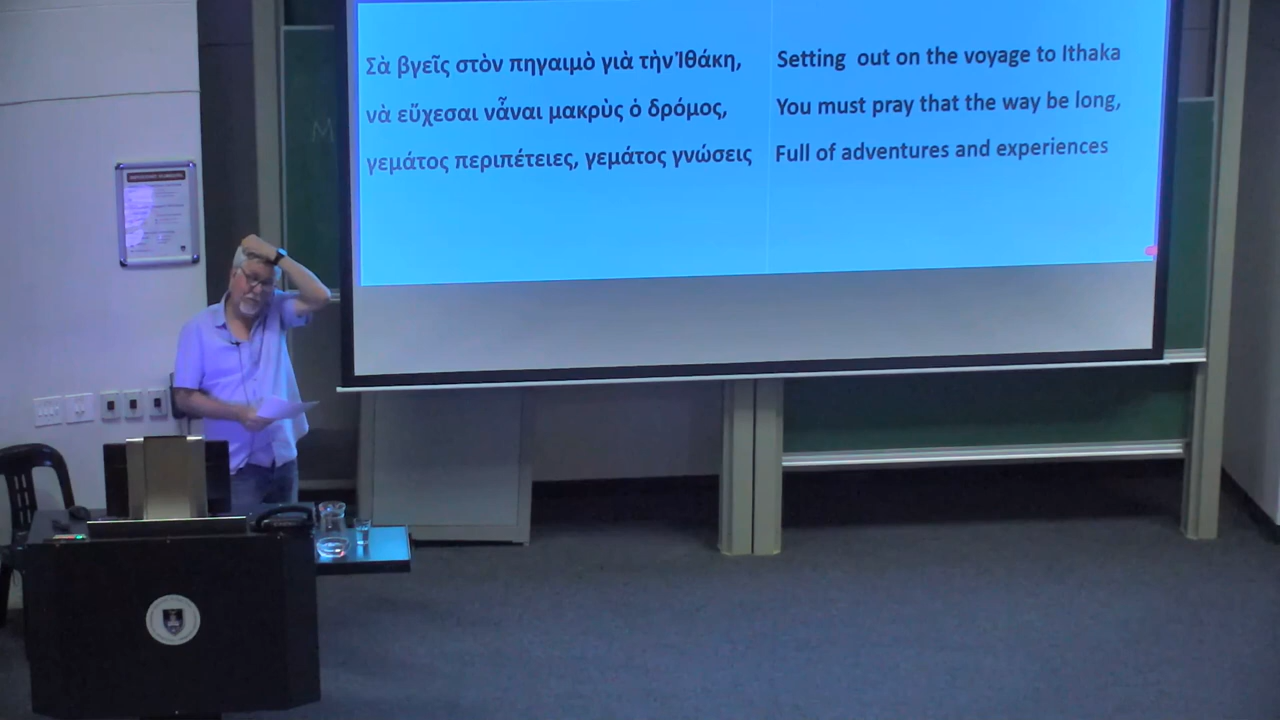 Σὰ βγεῖς στὸν πηγαιμὸ γιὰ τὴν Ἰθάκη,
νὰ εὔχεσαι νἆναι μακρὺς ὁ δρόμος,
γεμάτος περιπέτειες, γεμάτος γνώσεις
Setting out on the voyage to Ithaka
You must pray that the way be long,
Full of adventures and experiences